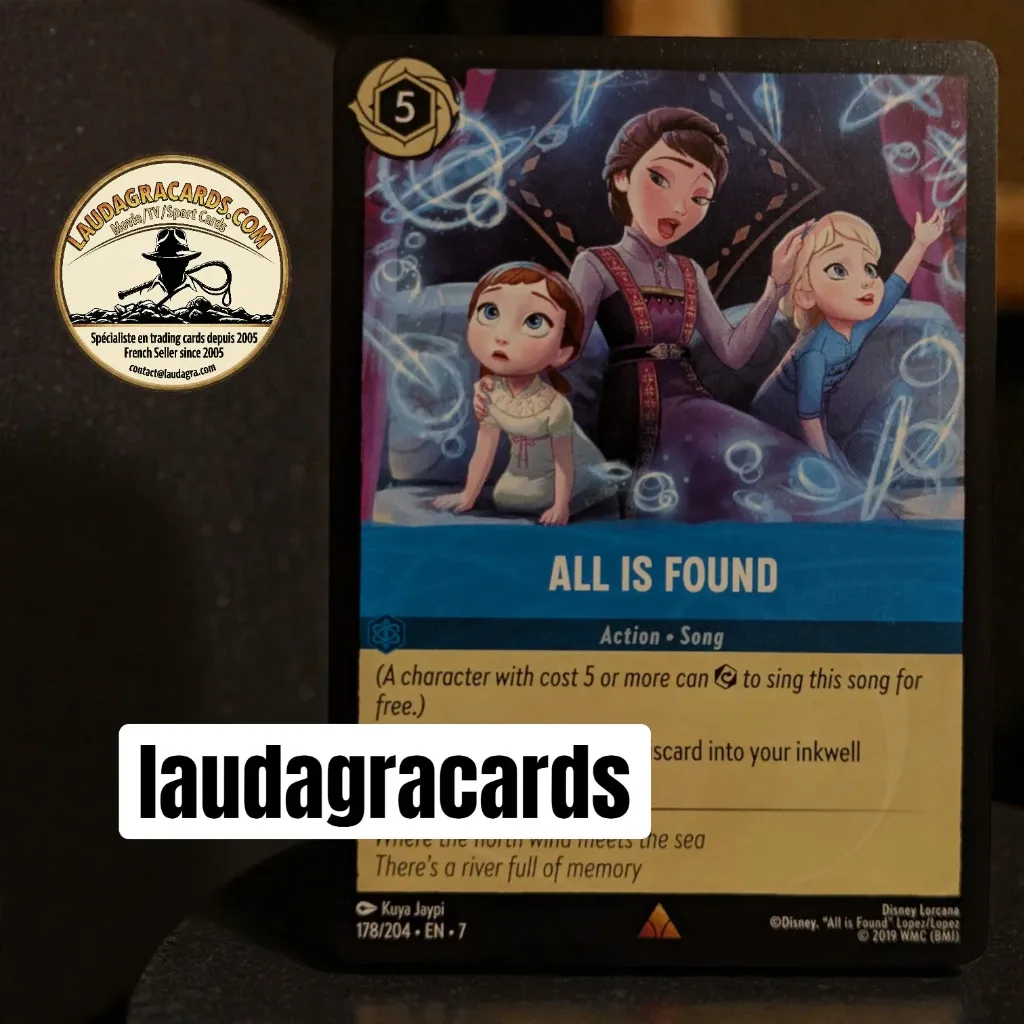 LAUDAGRACARDS.COM
Movie/TV/Sport Cards
Spécialiste en trading cards depuis 2005
French Seller since 2005
contact@laudagra.com
5
ALL IS FOUND
Action • Song
(A character with cost 5 or more can to sing this song for
free.)
scard into your inkwell
laudagracards
Where the north wind meets the sea
There's a river full of memory
Kuya Jaypi
178/204 • EN • 7
Disney Lorcana
©Disney, "All is Found" Lopez/Lopez
© 2019 WMC (BMI)